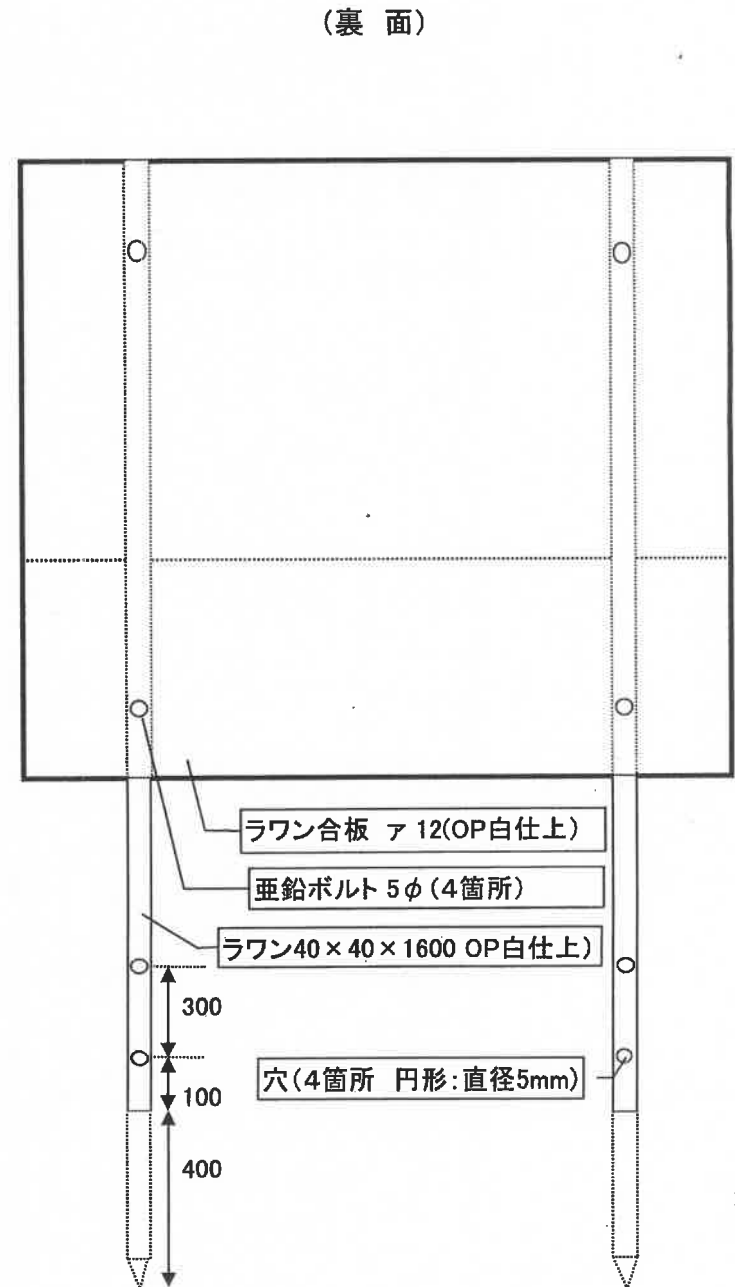 (裏 面)
ラワン合板 ァ 12(OP白仕上)
亜鉛ボルト 5φ (4箇所)
ラワン40×40×1600 OP白仕上)
300
穴(4箇所 円形:直径5mm)
100
400